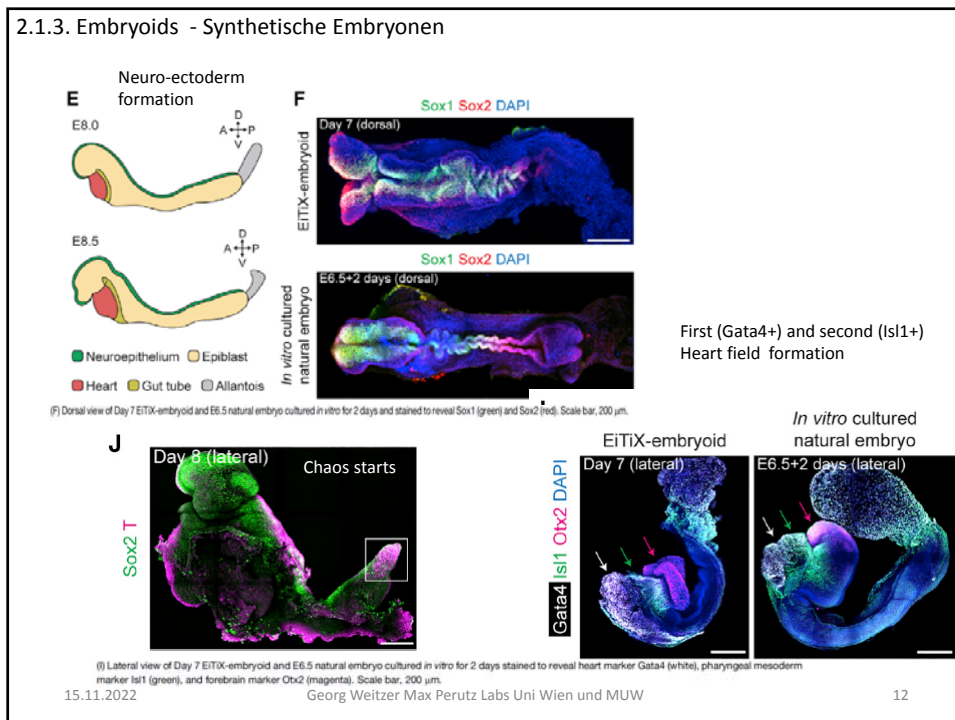 2.1.3. Embryoids - Synthetische Embryonen
Neuro-ectoderm
formation
E
E8.0
D
A P
V
E8.5
D
A P
V
Neuroepithelium Epiblast
Heart Gut tube Allantois
F
Sox1 Sox2 DAPI
Day 7 (dorsal)
EiTiX-embryoid
Sox1 Sox2 DAPI
E6.5+2 days (dorsal)
In vitro cultured
natural embryo
(F) Dorsal view of Day 7 EiTiX-embryoid and E6.5 natural embryo cultured in vitro for 2 days and stained to reveal Sox1 (green) and Sox2 (red). Scale bar, 200 μm.
First (Gata4+) and second (Isl1+)
Heart field formation
J
Day 8 (lateral)
Chaos starts
Sox2 T
EiTiX-embryoid
In vitro cultured
natural embryo
Day 7 (lateral)
E6.5+2 days (lateral)
Gata4 Isl1 Otx2 DAPI
(I) Lateral view of Day 7 EiTiX-embryoid and E6.5 natural embryo cultured in vitro for 2 days stained to reveal heart marker Gata4 (white), pharyngeal mesoderm
marker Isl1 (green), and forebrain marker Otx2 (magenta). Scale bar, 200 μm.
15.11.2022
Georg Weitzer Max Perutz Labs Uni Wien und MUW
12